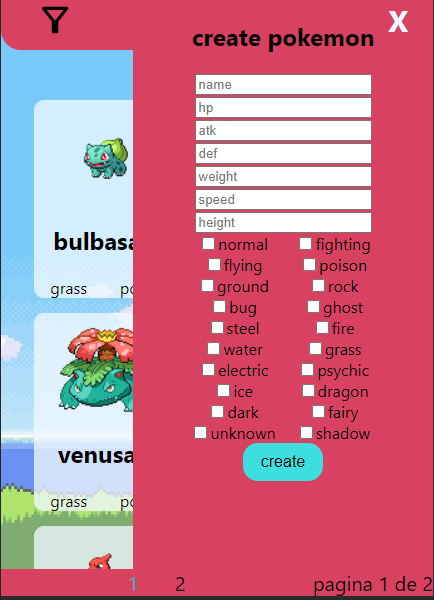 X
create pokemon
name
hp
atk
def
weight
speed
height
normal fighting
flying poison
ground rock
bug ghost
steel fire
water grass
electric psychic
ice dragon
dark fairy
unknown shadow
create
bulbasa
grass po
venusa
grass po
1 2 pagina 1 de 2